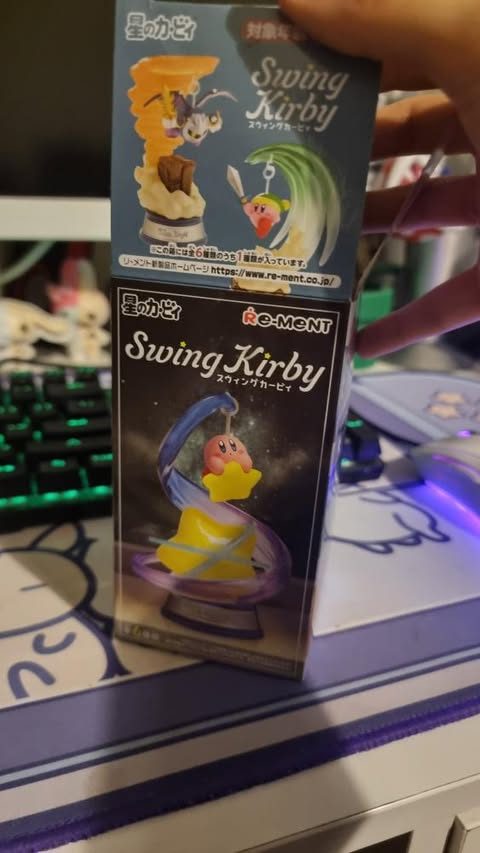 星のカービィ
対象年
Swing
Kirby
スウィングカービィ
※この箱には全6種類のうち1種類が入っています。
リーメント新製品ホームページ https://www.re-ment.co.jp/
星のカービィ
Re-MeNT
Swing Kirby
スウィングカービィ